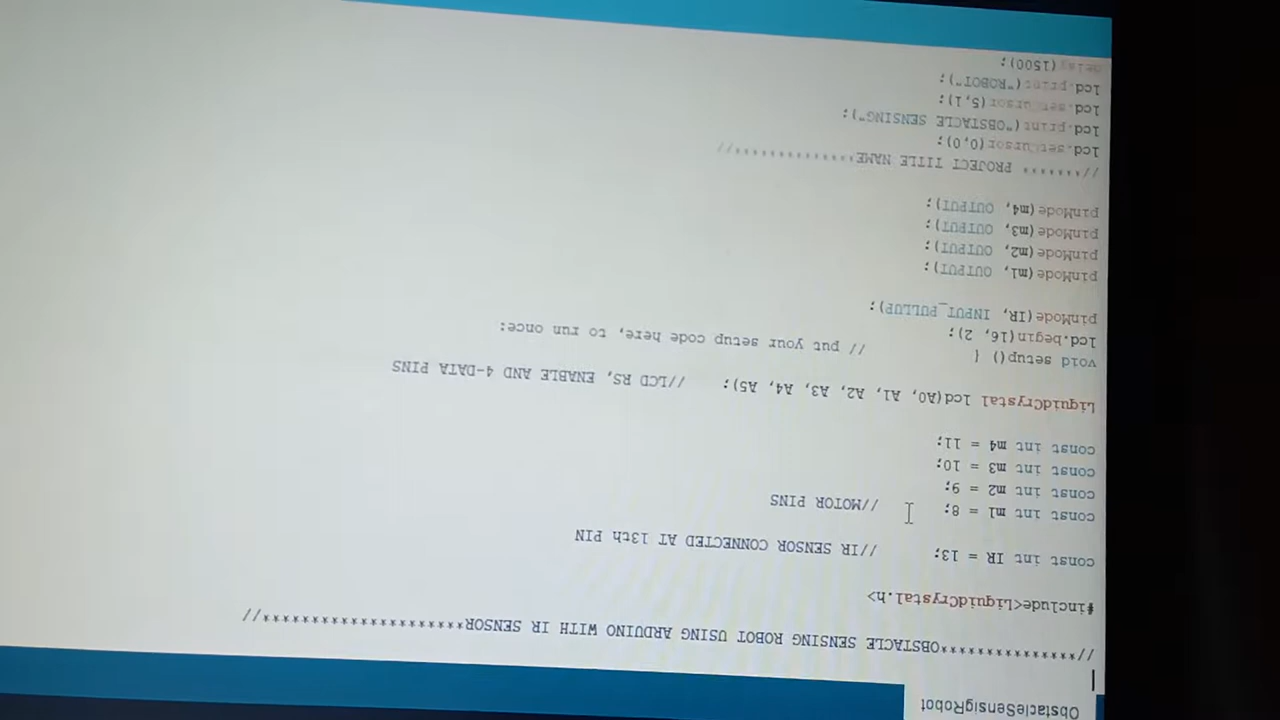 ObstacleSensigRobot
//****************OBSTACLE SENSING ROBOT USING ARDUINO WITH IR SENSOR***********************//
#include<LiquidCrystal.h>
const int IR = 13; //IR SENSOR CONNECTED AT 13th PIN
const int m1 = 8; //MOTOR PINS
const int m2 = 9;
const int m3 = 10;
const int m4 = 11;
LiquidCrystal lcd(A0, A1, A2, A3, A4, A5); //LCD RS, ENABLE AND 4-DATA PINS
void setup() { // put your setup code here, to run once:
lcd.begin(16, 2);
pinMode(IR, INPUT_PULLUP);
pinMode(m1, OUTPUT);
pinMode(m2, OUTPUT);
pinMode(m3, OUTPUT);
pinMode(m4, OUTPUT);
//******* PROJECT TITLE NAME***************//
lcd.setCursor(0,0);
lcd.print("OBSTACLE SENSING");
lcd.setCursor(5,1);
lcd.print("ROBOT");
delay(1500);